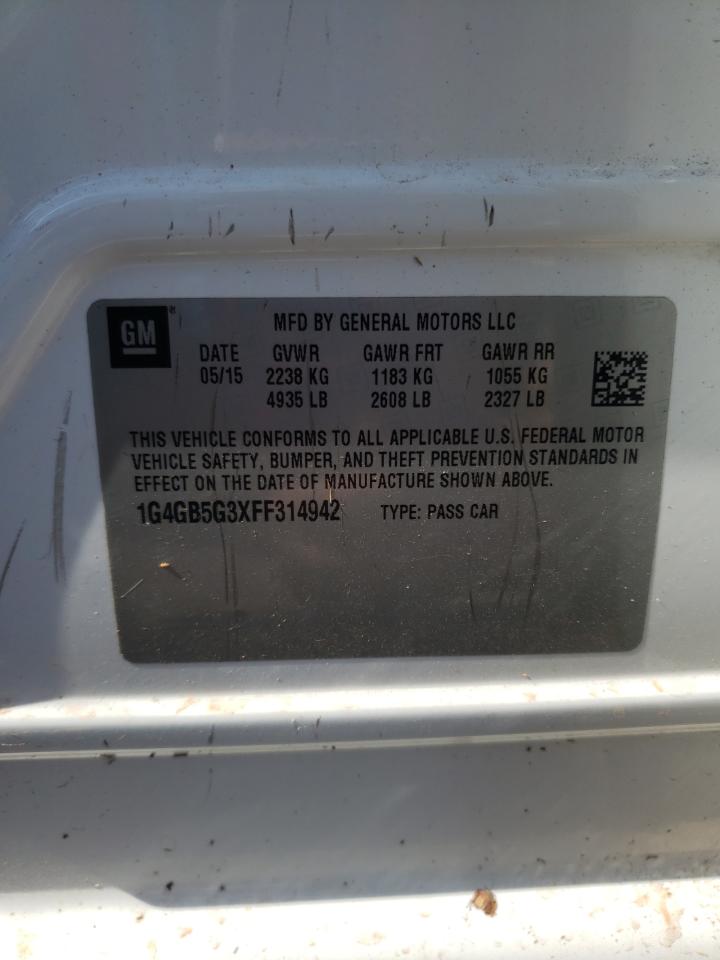 GM ®
MFD BY GENERAL MOTORS LLC
DATE GVWR GAWR FRT GAWR RR
05/15 2238 KG 1183 KG 1055 KG
4935 LB 2608 LB 2327 LB
THIS VEHICLE CONFORMS TO ALL APPLICABLE U.S. FEDERAL MOTOR
VEHICLE SAFETY, BUMPER, AND THEFT PREVENTION STANDARDS IN
EFFECT ON THE DATE OF MANUFACTURE SHOWN ABOVE.
1G4GB5G3XFF314942 TYPE: PASS CAR